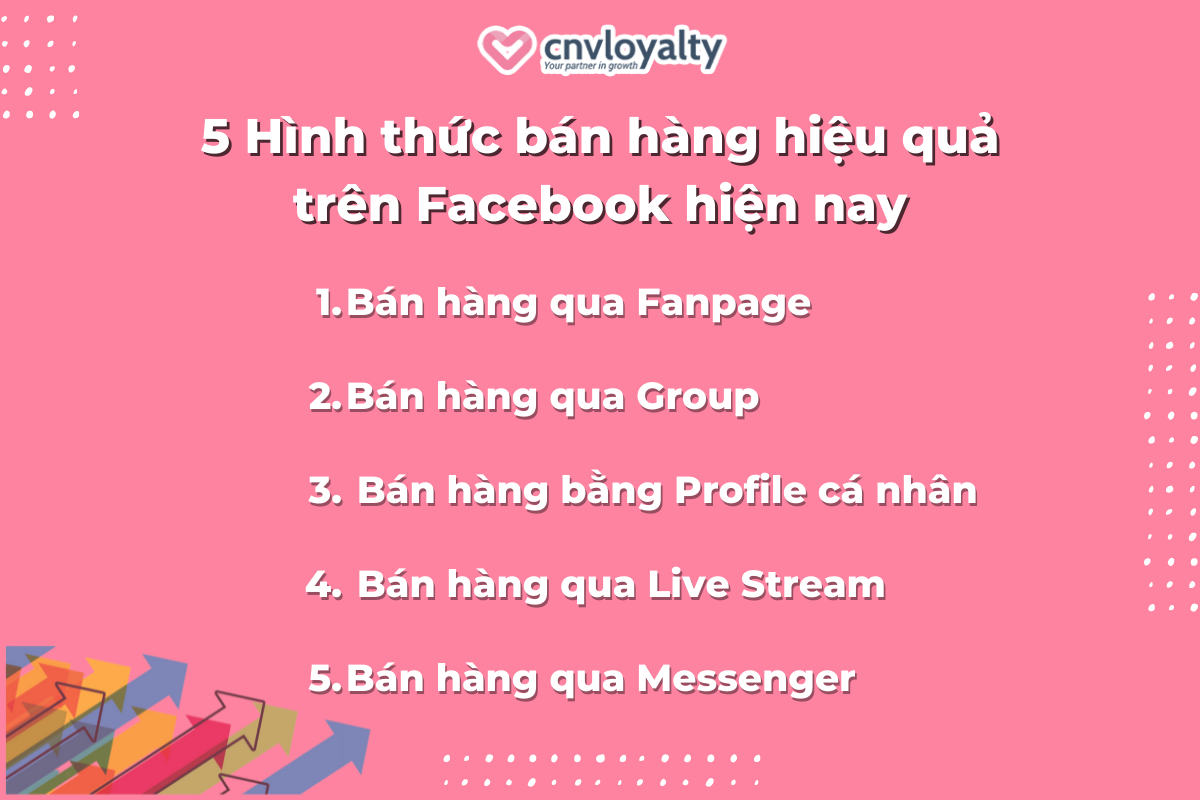 cnvloyalty
Your partner in growth
5 Hình thức bán hàng hiệu quả
trên Facebook hiện nay
1. Bán hàng qua Fanpage
2. Bán hàng qua Group
3. Bán hàng bằng Profile cá nhân
4. Bán hàng qua Live Stream
5. Bán hàng qua Messenger